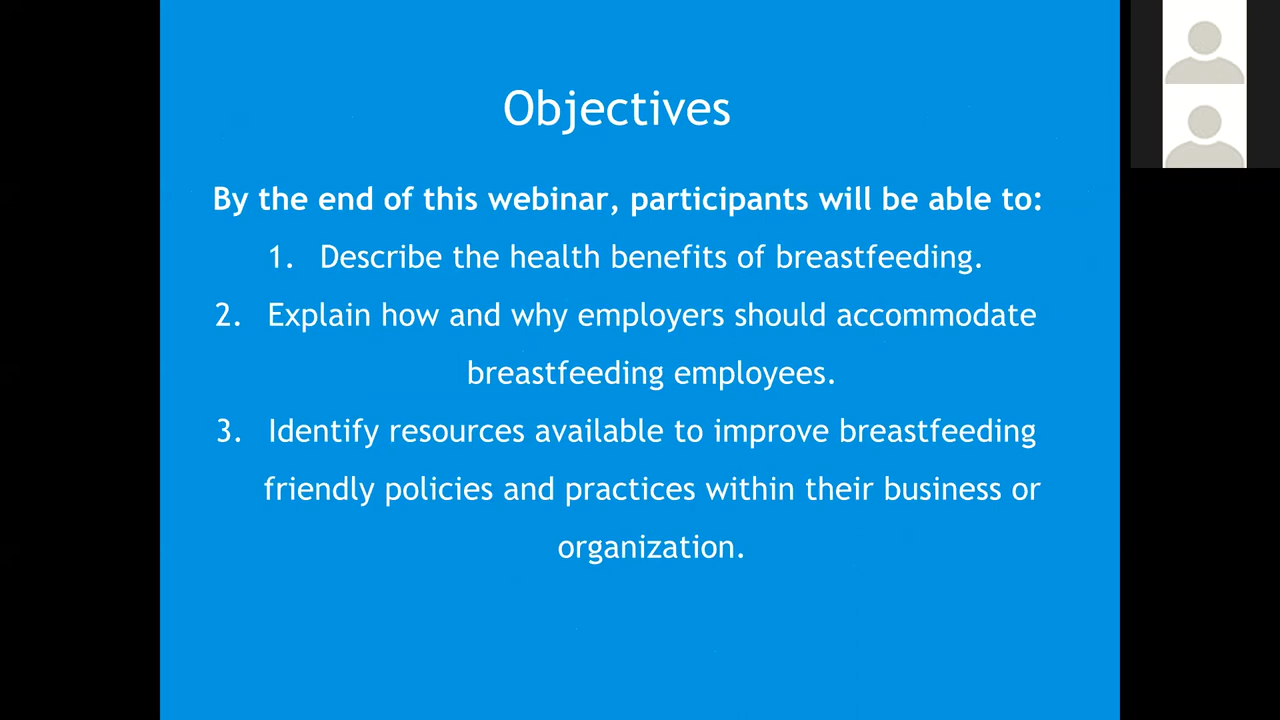 Objectives
By the end of this webinar, participants will be able to:
1. Describe the health benefits of breastfeeding.
2. Explain how and why employers should accommodate
breastfeeding employees.
3. Identify resources available to improve breastfeeding
friendly policies and practices within their business or
organization.